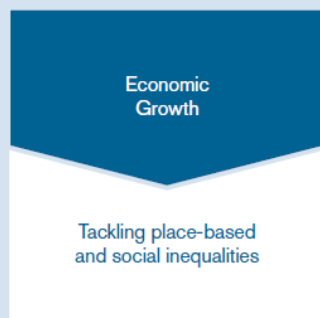 Economic
Growth
Tackling place-based
and social inequalities